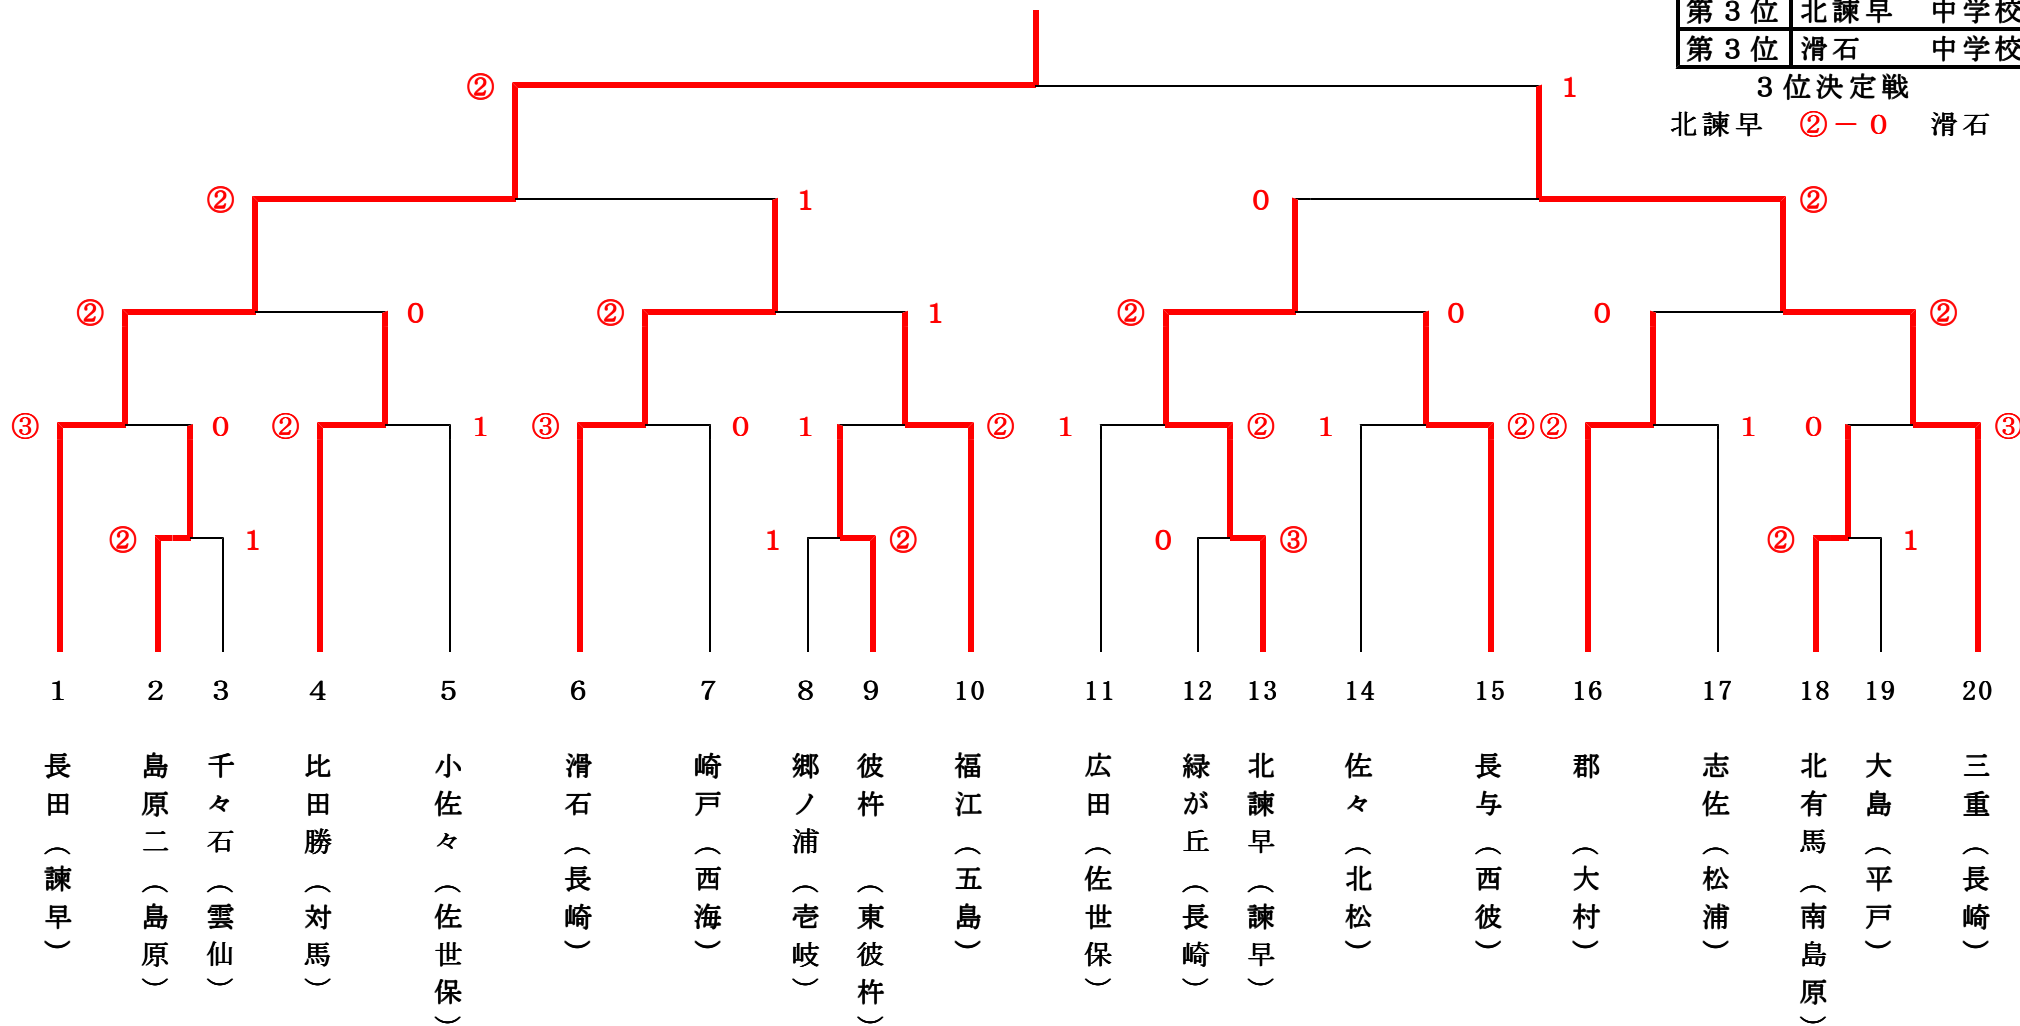 第３位 北諫早　中学校
第３位 滑石　　中学校
３位決定戦
北諫早　②－０　滑石
② 1
② 1 0 ②
② 0 ② 1 ② 0 0 ②
③ 0 ② 1 ③ 0 1 ② 1 ② 1 ② ② 1 0 ③
② 1 1 ② 0 ③ ② 1
1 2 3 4 5 6 7 8 9 10 11 12 13 14 15 16 17 18 19 20
長田（諫早）
島原二（島原）
千々石（雲仙）
比田勝（対馬）
小佐々（佐世保）
滑石（長崎）
崎戸（西海）
郷ノ浦（壱岐）
彼杵　（東彼杵）
福江（五島）
広田（佐世保）
緑が丘（長崎）
北諫早（諫早）
佐々（北松）
長与（西彼）
郡　（大村）
志佐（松浦）
北有馬（南島原）
大島（平戸）
三重（長崎）